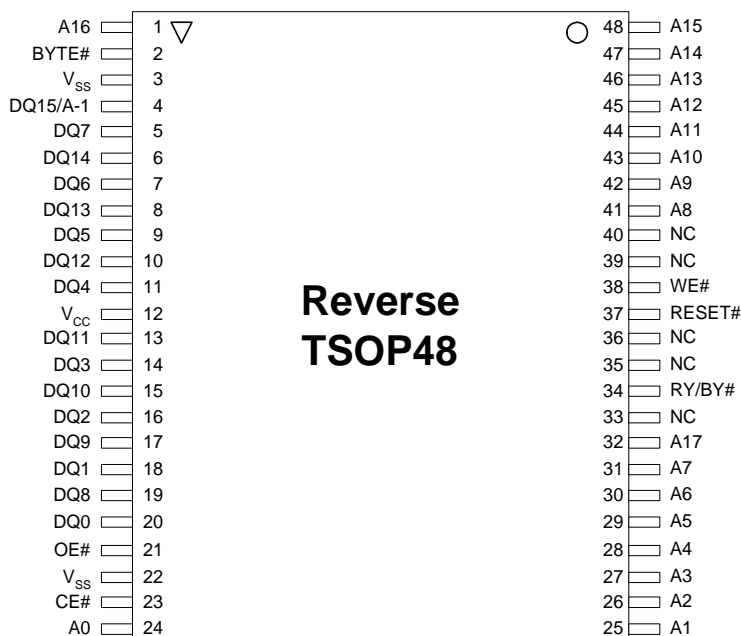 A16 1 48 A15
BYTE# 2 47 A14
VSS 3 46 A13
DQ15/A-1 4 45 A12
DQ7 5 44 A11
DQ14 6 43 A10
DQ6 7 42 A9
DQ13 8 41 A8
DQ5 9 40 NC
DQ12 10 39 NC
DQ4 11 38 WE#
VCC 12 37 RESET#
DQ11 13 36 NC
DQ3 14 35 NC
DQ10 15 34 RY/BY#
DQ2 16 33 NC
DQ9 17 32 A17
DQ1 18 31 A7
DQ8 19 30 A6
DQ0 20 29 A5
OE# 21 28 A4
VSS 22 27 A3
CE# 23 26 A2
A0 24 25 A1
Reverse
TSOP48